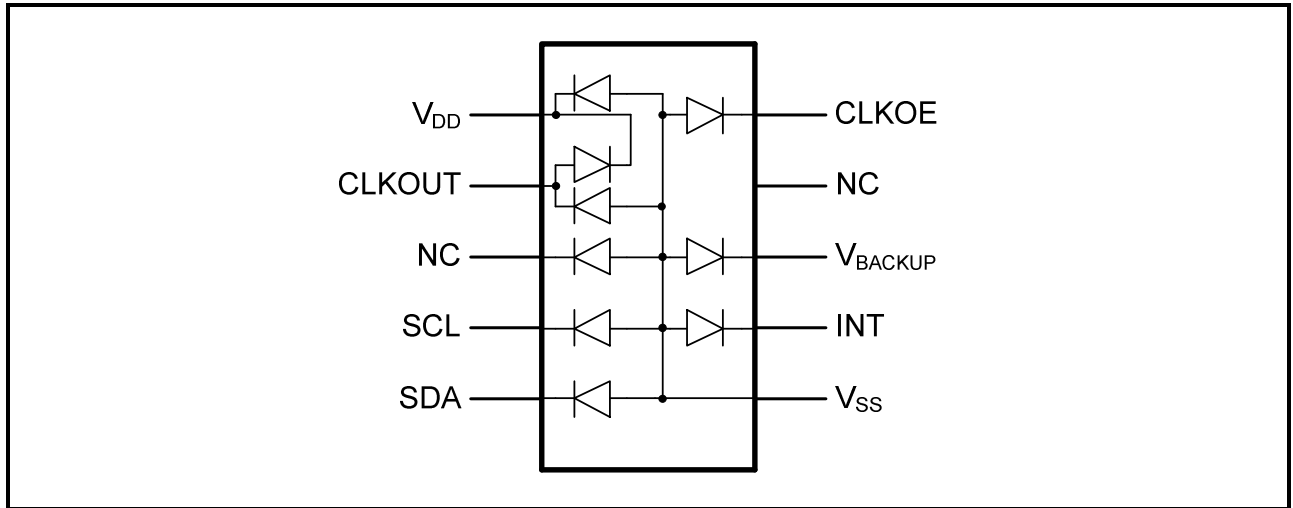 VDD
CLKOE
CLKOUT
NC
NC
VBACKUP
SCL
INT
SDA
VSS